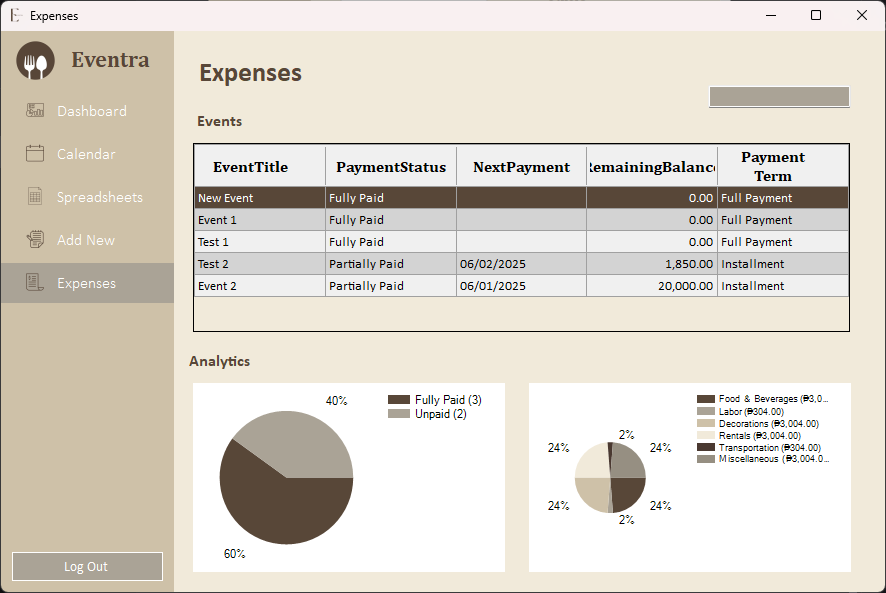 Expenses
Eventra
Dashboard
Calendar
Spreadsheets
Add New
Expenses
Log Out
Expenses
Events
EventTitle PaymentStatus NextPayment RemainingBalance Payment Term
New Event Fully Paid 0.00 Full Payment
Event 1 Fully Paid 0.00 Full Payment
Test 1 Fully Paid 0.00 Full Payment
Test 2 Partially Paid 06/02/2025 1,850.00 Installment
Event 2 Partially Paid 06/01/2025 20,000.00 Installment
Analytics
40%
60%
Fully Paid (3)
Unpaid (2)
24% 2% 24%
24% 2% 24%
Food & Beverages (₱3,0...
Labor (₱304.00)
Decorations (₱3,004.00)
Rentals (₱3,004.00)
Transportation (₱304.00)
Miscellaneous (₱3,004.0...